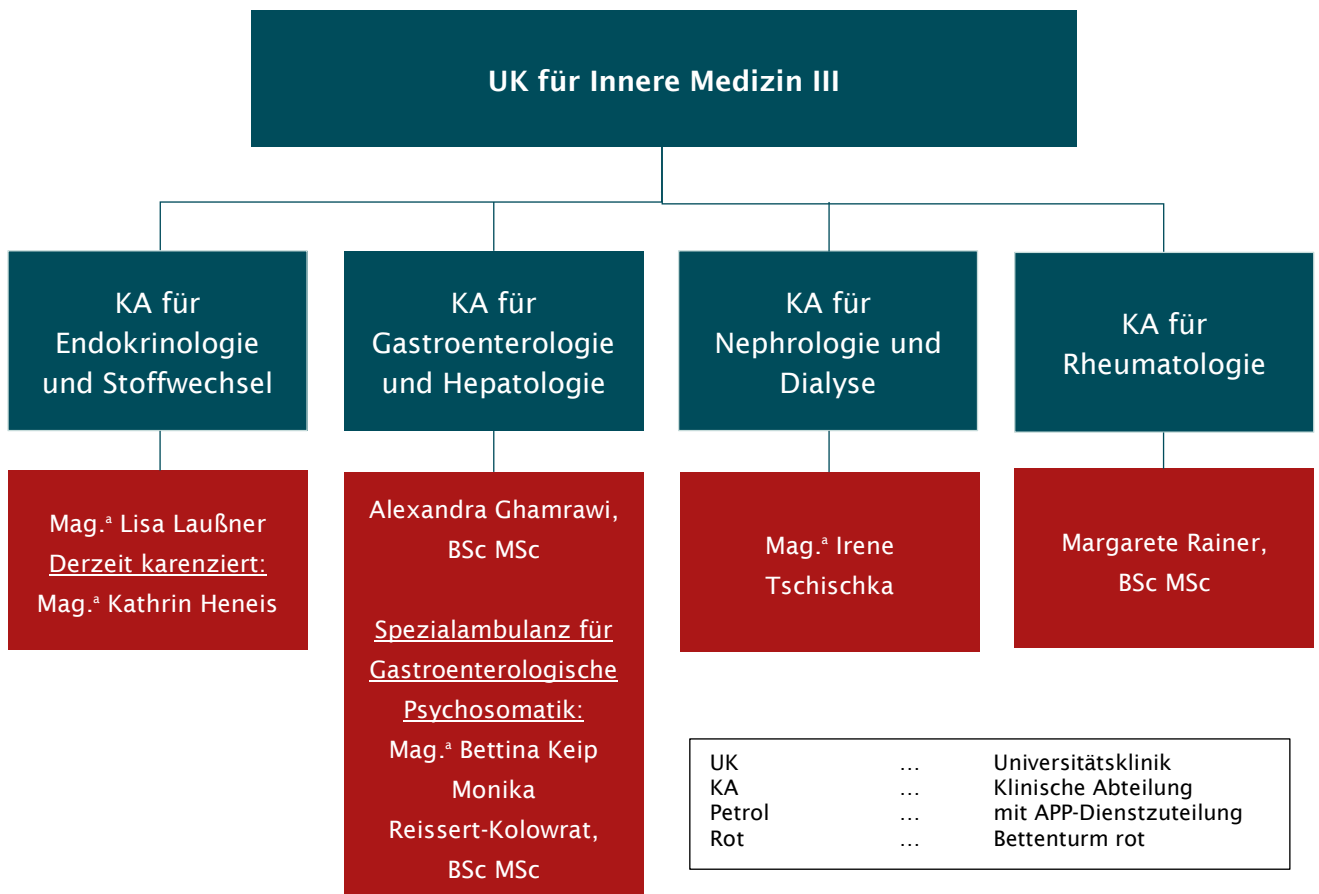 UK für Innere Medizin III
KA für
Endokrinologie
und Stoffwechsel
KA für
Gastroenterologie
und Hepatologie
KA für
Nephrologie und
Dialyse
KA für
Rheumatologie
Mag.ª Lisa Laußner
Derzeit karenziert:
Mag.ª Kathrin Heneis
Alexandra Ghamrawi,
BSc MSc
Spezialambulanz für
Gastroenterologische
Psychosomatik:
Mag.ª Bettina Keip
Monika
Reissert-Kolowrat,
BSc MSc
Mag.ª Irene
Tschischka
Margarete Rainer,
BSc MSc
UK … Universitätsklinik
KA … Klinische Abteilung
Petrol … mit APP-Dienstzuteilung
Rot … Bettenturm rot